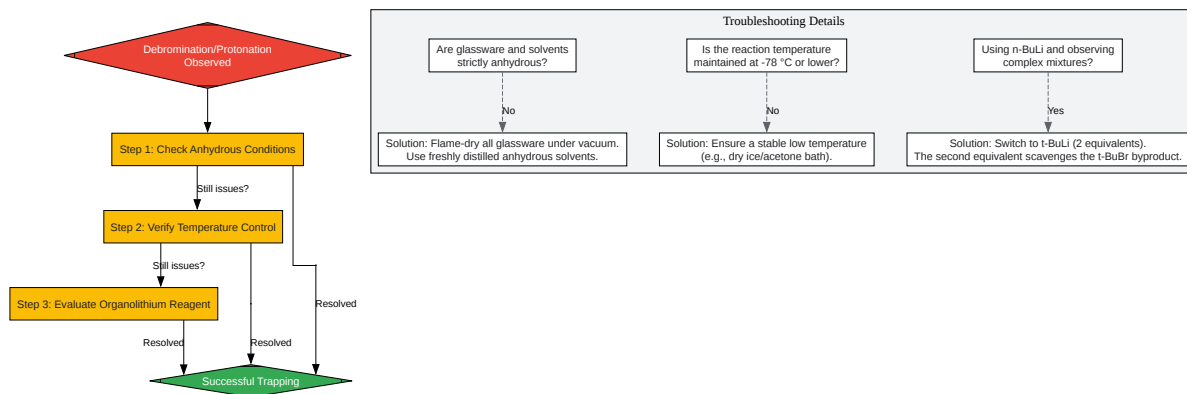 Debromination/Protonation
Observed
Step 1: Check Anhydrous Conditions
Still issues?
Step 2: Verify Temperature Control
Still issues?
Step 3: Evaluate Organolithium Reagent
Resolved
Resolved
Resolved
Successful Trapping
Troubleshooting Details
Are glassware and solvents
strictly anhydrous?
No
Solution: Flame-dry all glassware under vacuum.
Use freshly distilled anhydrous solvents.
Is the reaction temperature
maintained at -78 °C or lower?
No
Solution: Ensure a stable low temperature
(e.g., dry ice/acetone bath).
Using n-BuLi and observing
complex mixtures?
Yes
Solution: Switch to t-BuLi (2 equivalents).
The second equivalent scavenges the t-BuBr byproduct.